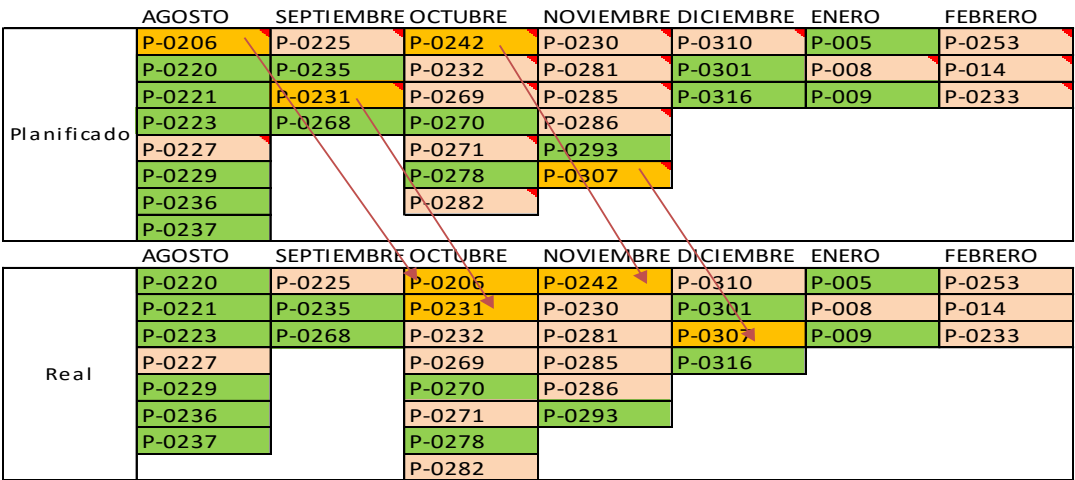 AGOSTO SEPTIEMBRE OCTUBRE NOVIEMBRE DICIEMBRE ENERO FEBRERO
P-0206 P-0225 P-0242 P-0230 P-0310 P-005 P-0253
P-0220 P-0235 P-0232 P-0281 P-0301 P-008 P-014
P-0221 P-0231 P-0269 P-0285 P-0316 P-009 P-0233
Planificado P-0223 P-0268 P-0270 P-0286
P-0227 P-0271 P-0293
P-0229 P-0278 P-0307
P-0236 P-0282
P-0237
AGOSTO SEPTIEMBRE OCTUBRE NOVIEMBRE DICIEMBRE ENERO FEBRERO
P-0220 P-0225 P-0206 P-0242 P-0310 P-005 P-0253
P-0221 P-0235 P-0231 P-0230 P-0301 P-008 P-014
P-0223 P-0268 P-0232 P-0281 P-0307 P-009 P-0233
Real P-0227 P-0269 P-0285 P-0316
P-0229 P-0270 P-0286
P-0236 P-0271 P-0293
P-0237 P-0278
P-0282